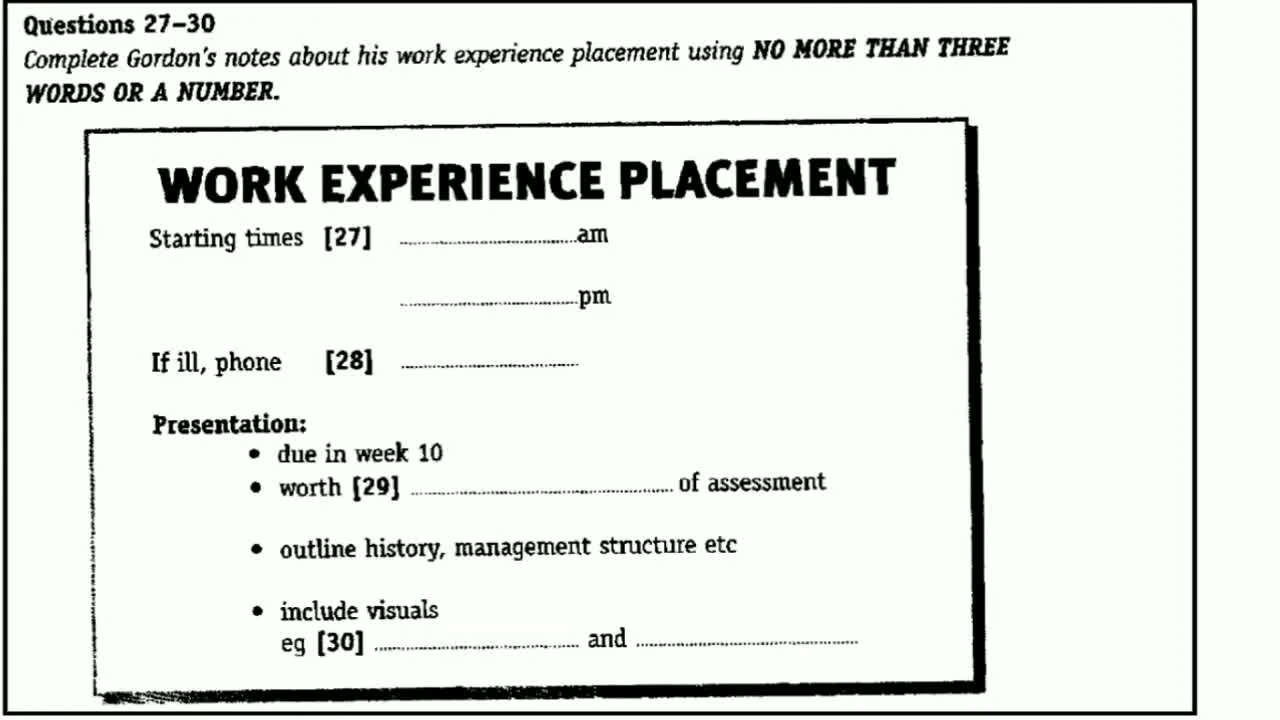 Questions 27–30
Complete Gordon's notes about his work experience placement using NO MORE THAN THREE
WORDS OR A NUMBER.
WORK EXPERIENCE PLACEMENT
Starting times [27] ..............................am
..............................pm
If ill, phone [28] ..............................
Presentation:
• due in week 10
• worth [29] ............................................ of assessment
• outline history, management structure etc
• include visuals
eg [30] .................................. and .....................................